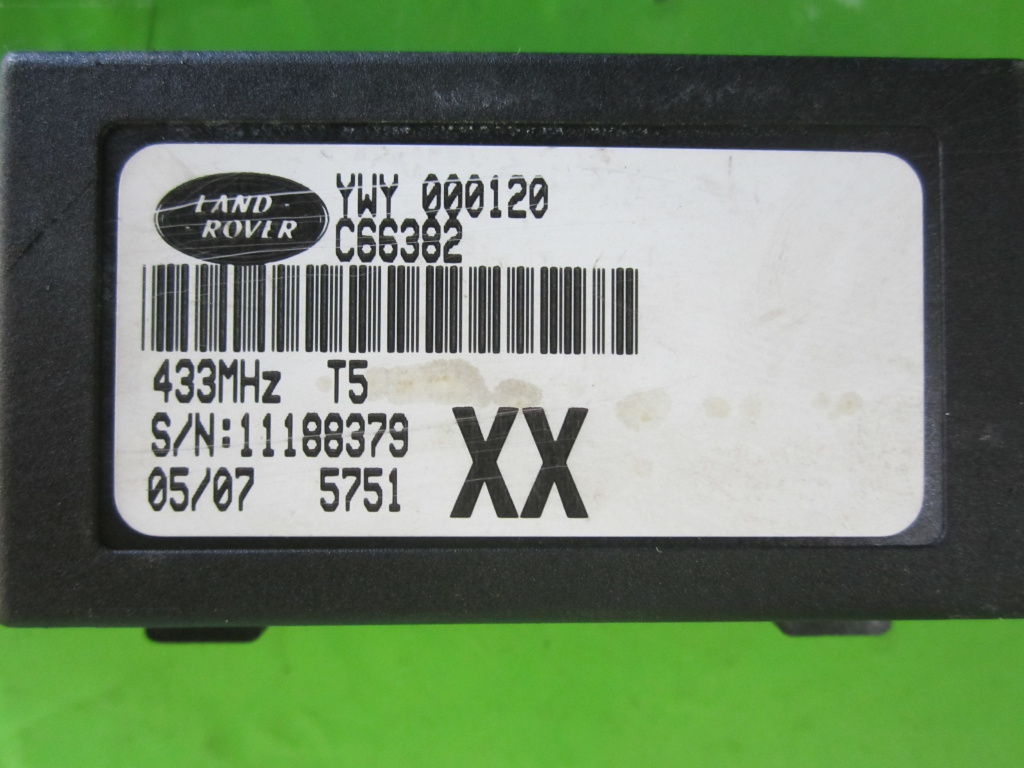 LAND
ROVER
YWY 000120
C66382
433MHz T5
S/N:11188379
05/07 5751
XX